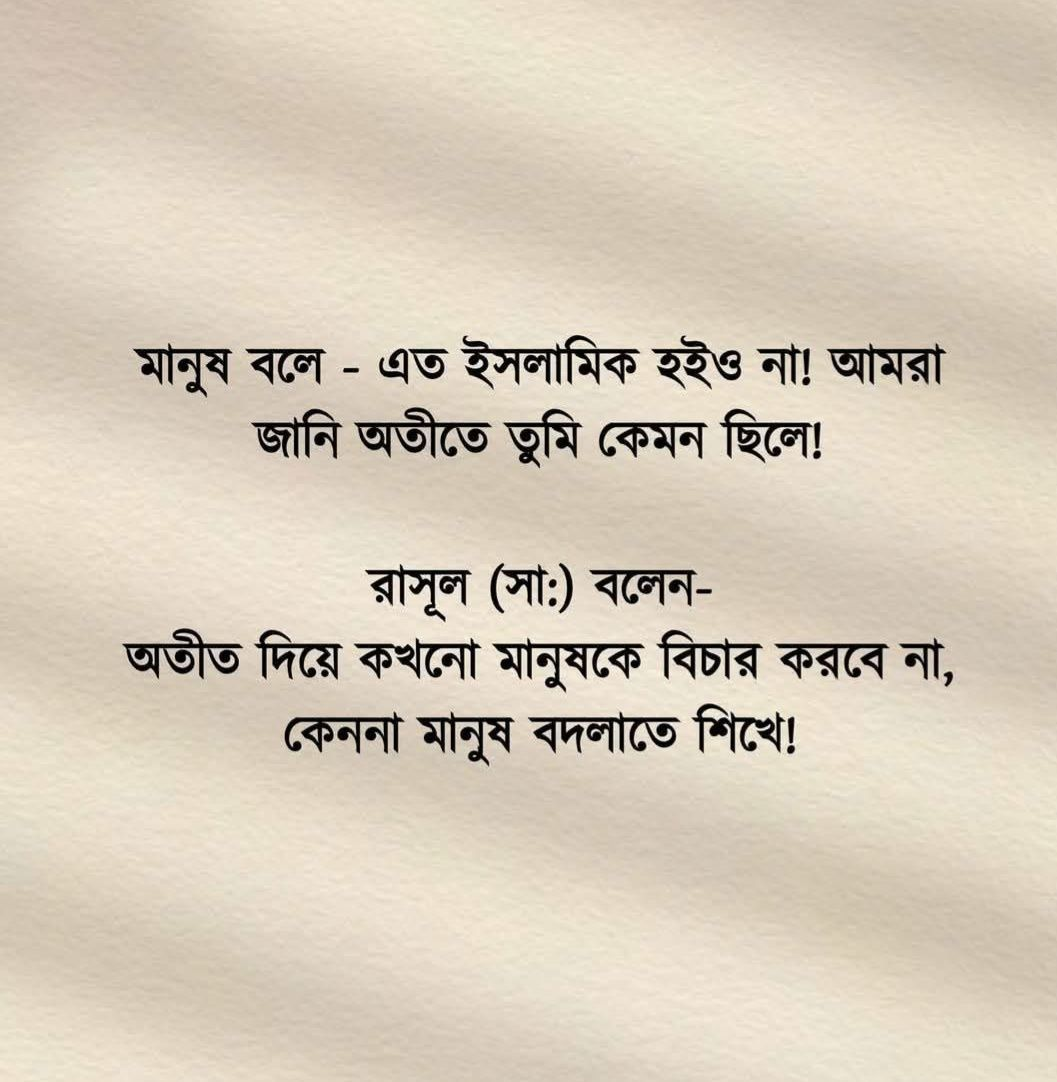 মানুষ বলে - এত ইসলামিক হইও না! আমরা
জানি অতীতে তুমি কেমন ছিলে!
রাসূল (সা:) বলেন-
অতীত দিয়ে কখনো মানুষকে বিচার করবে না,
কেননা মানুষ বদলাতে শিখে!